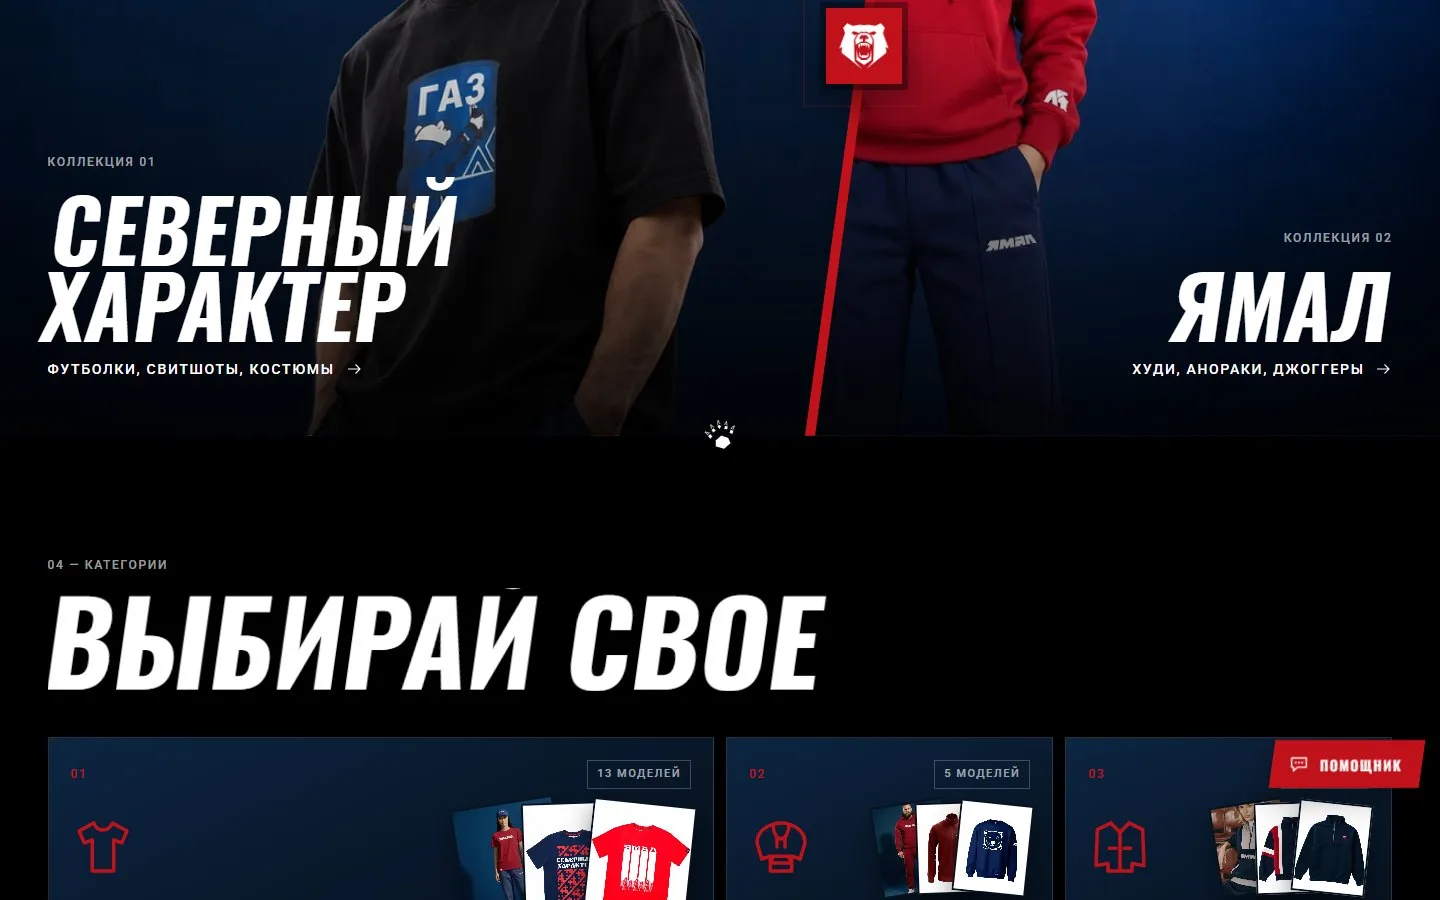 ГАЗ
КОЛЛЕКЦИЯ 01
СЕВЕРНЫЙ
ХАРАКТЕР
ФУТБОЛКИ, СВИТШОТЫ, КОСТЮМЫ
ЯМАЛ
КОЛЛЕКЦИЯ 02
ЯМАЛ
ХУДИ, АНОРАКИ, ДЖОГГЕРЫ
04 — КАТЕГОРИИ
ВЫБИРАЙ СВОЕ
01
13 МОДЕЛЕЙ
02
5 МОДЕЛЕЙ
03
ПОМОЩНИК
ЯМАЛ